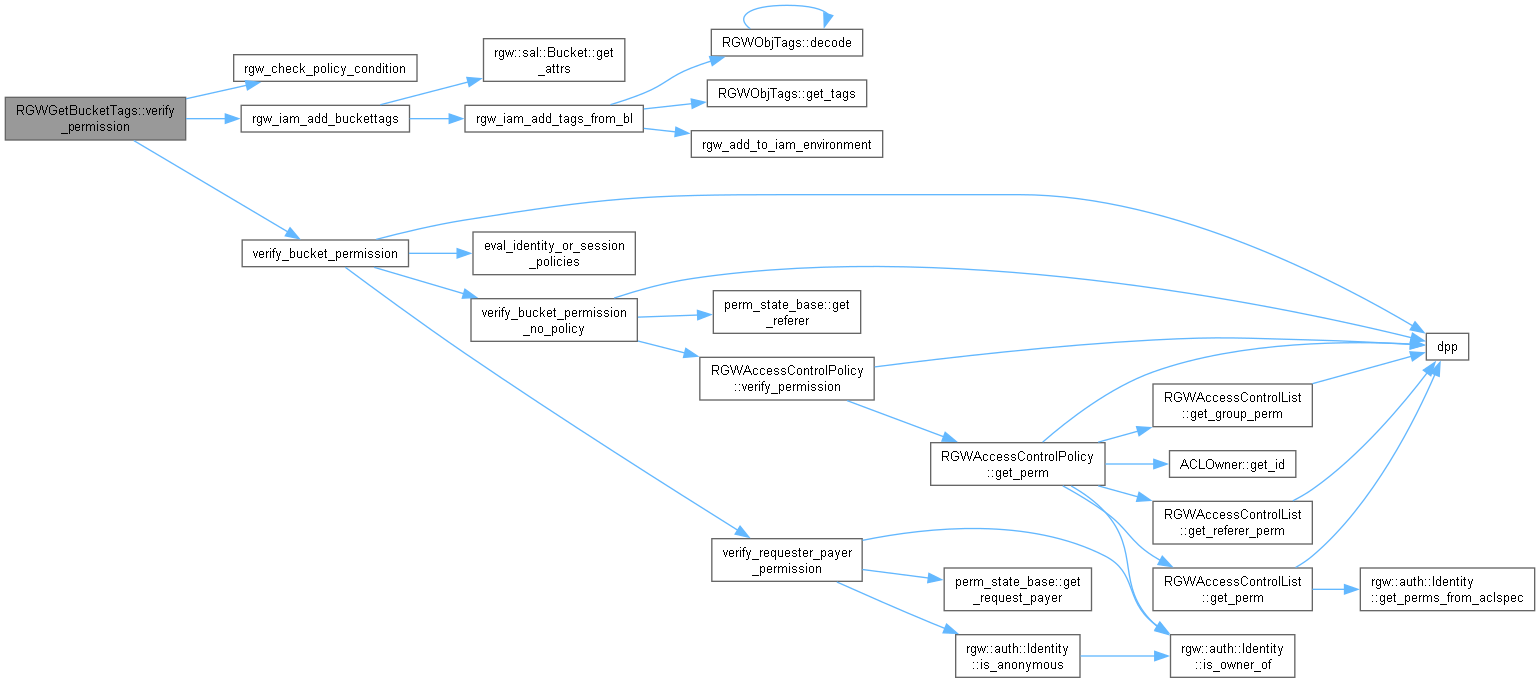 RGWGetBucketTags::verify
_permission
rgw_check_policy_condition
rgw_iam_add_buckettags
rgw::sal::Bucket::get
_attrs
rgw_iam_add_tags_from_bl
RGWObjTags::decode
RGWObjTags::get_tags
rgw_add_to_iam_environment
verify_bucket_permission
eval_identity_or_session
_policies
verify_bucket_permission
_no_policy
perm_state_base::get
_referer
RGWAccessControlPolicy
::verify_permission
dpp
RGWAccessControlPolicy
::get_perm
RGWAccessControlList
::get_group_perm
ACLOwner::get_id
RGWAccessControlList
::get_referer_perm
RGWAccessControlList
::get_perm
rgw::auth::Identity
::get_perms_from_aclspec
verify_requester_payer
_permission
perm_state_base::get
_request_payer
rgw::auth::Identity
::is_anonymous
rgw::auth::Identity
::is_owner_of